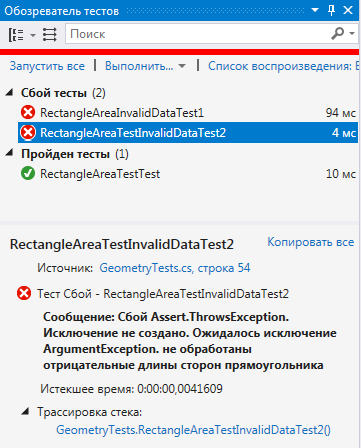 Обозреватель тестов
Поиск
Запустить все | Выполнить... | Список воспроизведения:
Сбой тесты (2)
RectangleAreaInvalidDataTest1 94 мс
RectangleAreaTestInvalidDataTest2 4 мс
Пройден тесты (1)
RectangleAreaTestTest 10 мс
RectangleAreaTestInvalidDataTest2 Копировать все
Источник: GeometryTests.cs, строка 54
Тест Сбой - RectangleAreaTestInvalidDataTest2
Сообщение: Сбой Assert.ThrowsException.
Исключение не создано. Ожидалось исключение
ArgumentException. не обработаны
отрицательные длины сторон прямоугольника
Истекшее время: 0:00:00,0041609
Трассировка стека:
GeometryTests.RectangleAreaTestInvalidDataTest2()